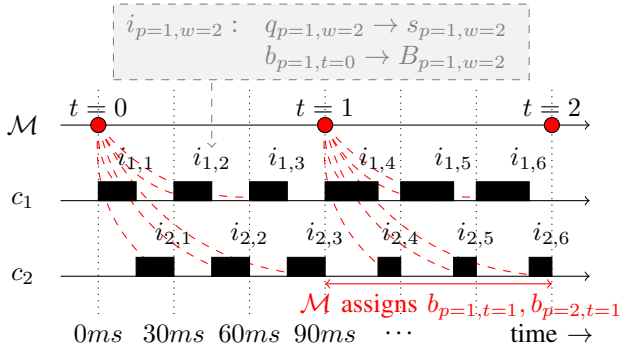 i_{p=1,w=2} : q_{p=1,w=2} → s_{p=1,w=2}
b_{p=1,t=0} → B_{p=1,w=2}
t = 0 t = 1 t = 2
ℳ
i_{1,1} i_{1,2} i_{1,3} i_{1,4} i_{1,5} i_{1,6}
c_1
i_{2,1} i_{2,2} i_{2,3} i_{2,4} i_{2,5} i_{2,6}
c_2
ℳ assigns b_{p=1,t=1}, b_{p=2,t=1}
0ms 30ms 60ms 90ms ⋯ time →